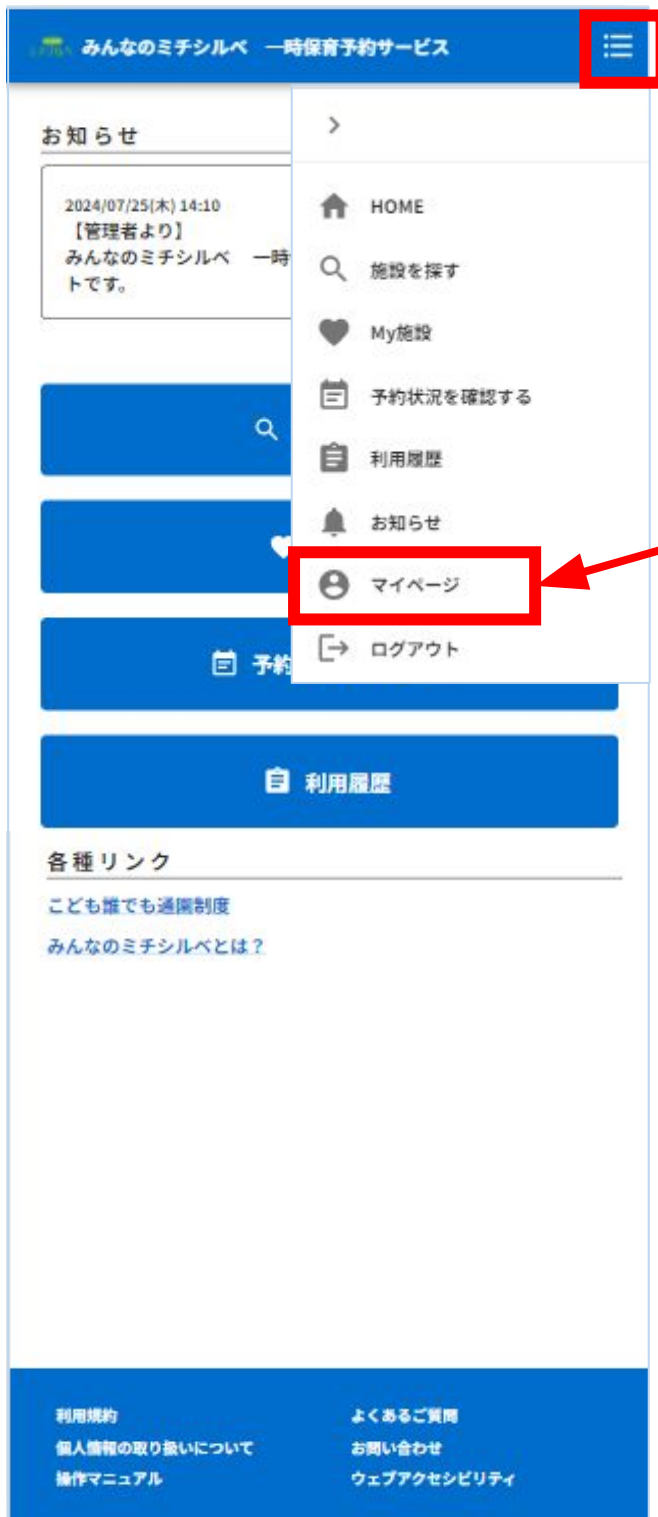 みんなのミチシルベ 一時保育予約サービス
お知らせ
2024/07/25(木) 14:10
【管理者より】
みんなのミチシルベ 一時
トです。
HOME
施設を探す
My施設
予約状況を確認する
利用履歴
お知らせ
マイページ
ログアウト
予約
利用履歴
各種リンク
こども誰でも通園制度
みんなのミチシルベとは？
利用規約
個人情報の取り扱いについて
操作マニュアル
よくあるご質問
お問い合わせ
ウェブアクセシビリティ